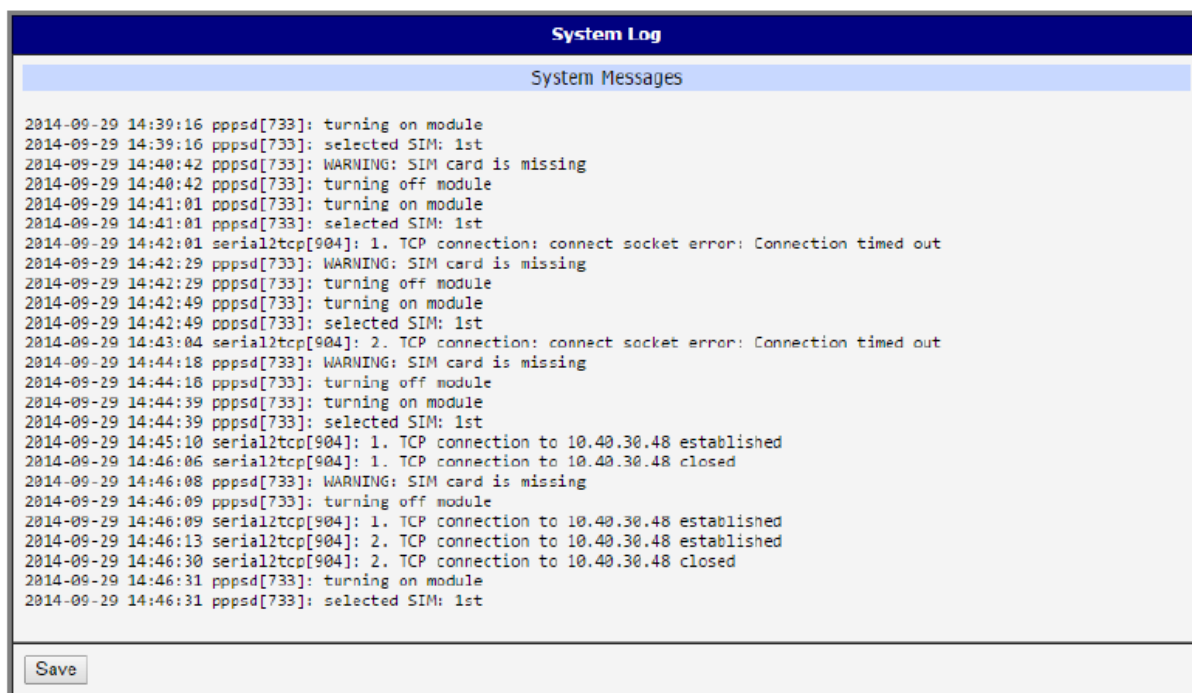 System Log
System Messages
2014-09-29 14:39:16 pppsd[733]: turning on module
2014-09-29 14:39:16 pppsd[733]: selected SIM: 1st
2014-09-29 14:40:42 pppsd[733]: WARNING: SIM card is missing
2014-09-29 14:40:42 pppsd[733]: turning off module
2014-09-29 14:41:01 pppsd[733]: turning on module
2014-09-29 14:41:01 pppsd[733]: selected SIM: 1st
2014-09-29 14:42:01 serial2tcp[904]: 1. TCP connection: connect socket error: Connection timed out
2014-09-29 14:42:29 pppsd[733]: WARNING: SIM card is missing
2014-09-29 14:42:29 pppsd[733]: turning off module
2014-09-29 14:42:49 pppsd[733]: turning on module
2014-09-29 14:42:49 pppsd[733]: selected SIM: 1st
2014-09-29 14:43:04 serial2tcp[904]: 2. TCP connection: connect socket error: Connection timed out
2014-09-29 14:44:18 pppsd[733]: WARNING: SIM card is missing
2014-09-29 14:44:18 pppsd[733]: turning off module
2014-09-29 14:44:39 pppsd[733]: turning on module
2014-09-29 14:44:39 pppsd[733]: selected SIM: 1st
2014-09-29 14:45:10 serial2tcp[904]: 1. TCP connection to 10.40.30.48 established
2014-09-29 14:46:06 serial2tcp[904]: 1. TCP connection to 10.40.30.48 closed
2014-09-29 14:46:08 pppsd[733]: WARNING: SIM card is missing
2014-09-29 14:46:09 pppsd[733]: turning off module
2014-09-29 14:46:09 serial2tcp[904]: 1. TCP connection to 10.40.30.48 established
2014-09-29 14:46:13 serial2tcp[904]: 2. TCP connection to 10.40.30.48 established
2014-09-29 14:46:30 serial2tcp[904]: 2. TCP connection to 10.40.30.48 closed
2014-09-29 14:46:31 pppsd[733]: turning on module
2014-09-29 14:46:31 pppsd[733]: selected SIM: 1st
Save